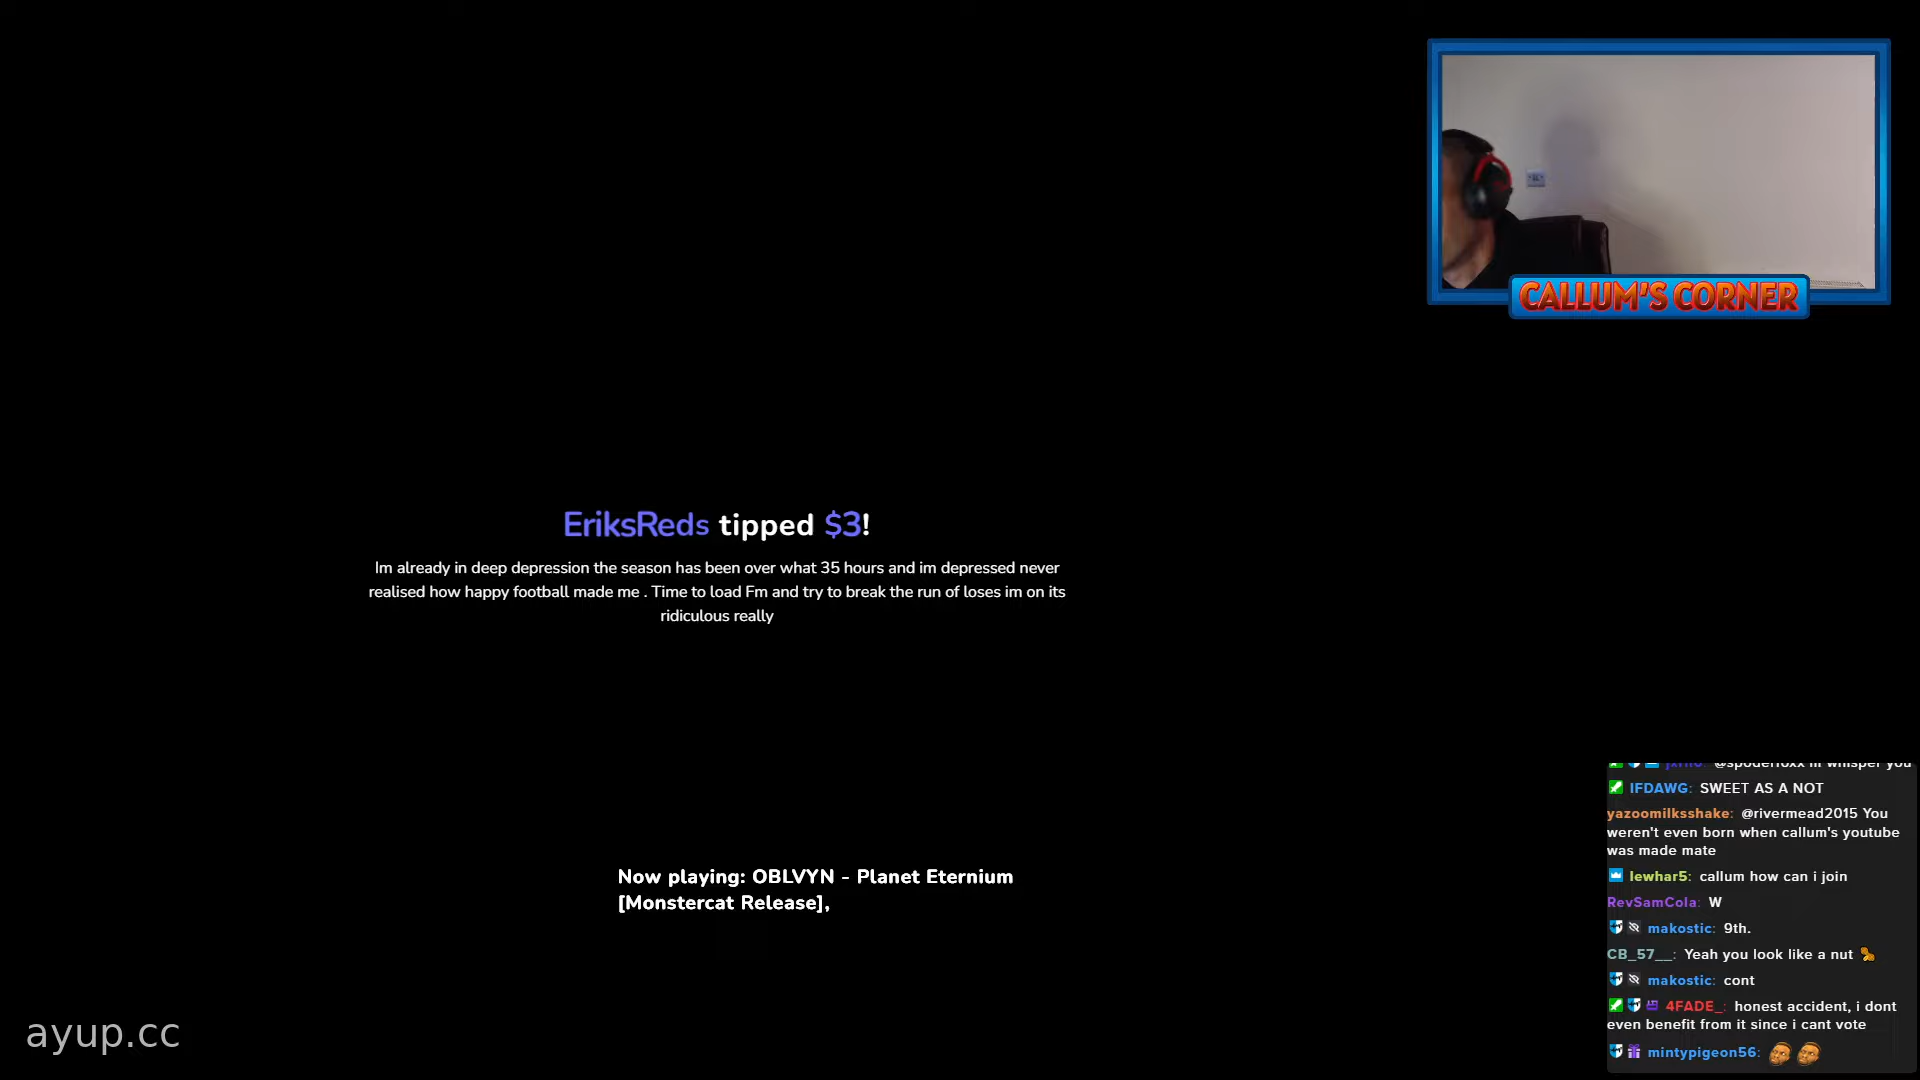 CALLUM'S CORNER
EriksReds tipped $3!
Im already in deep depression the season has been over what 35 hours and im depressed never
realised how happy football made me . Time to load Fm and try to break the run of loses im on its
ridiculous really
Now playing: OBLVYN - Planet Eternium
[Monstercat Release],
ayup.cc
whisper you
IFDAWG: SWEET AS A NOT
yazoomilksshake: @rivermead2015 You
weren't even born when callum's youtube
was made mate
lewhar5: callum how can i join
RevSamCola: W
makostic: 9th.
CB_57__: Yeah you look like a nut
makostic: cont
4FADE_: honest accident, i dont
even benefit from it since i cant vote
mintypigeon56: